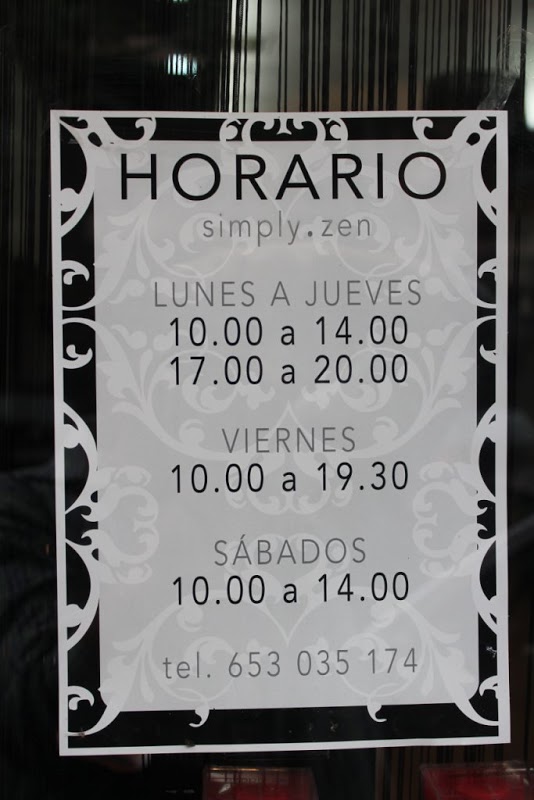 HORARIO
simply.zen
LUNES A JUEVES
10.00 a 14.00
17.00 a 20.00
VIERNES
10.00 a 19.30
SÁBADOS
10.00 a 14.00
tel. 653 035 174